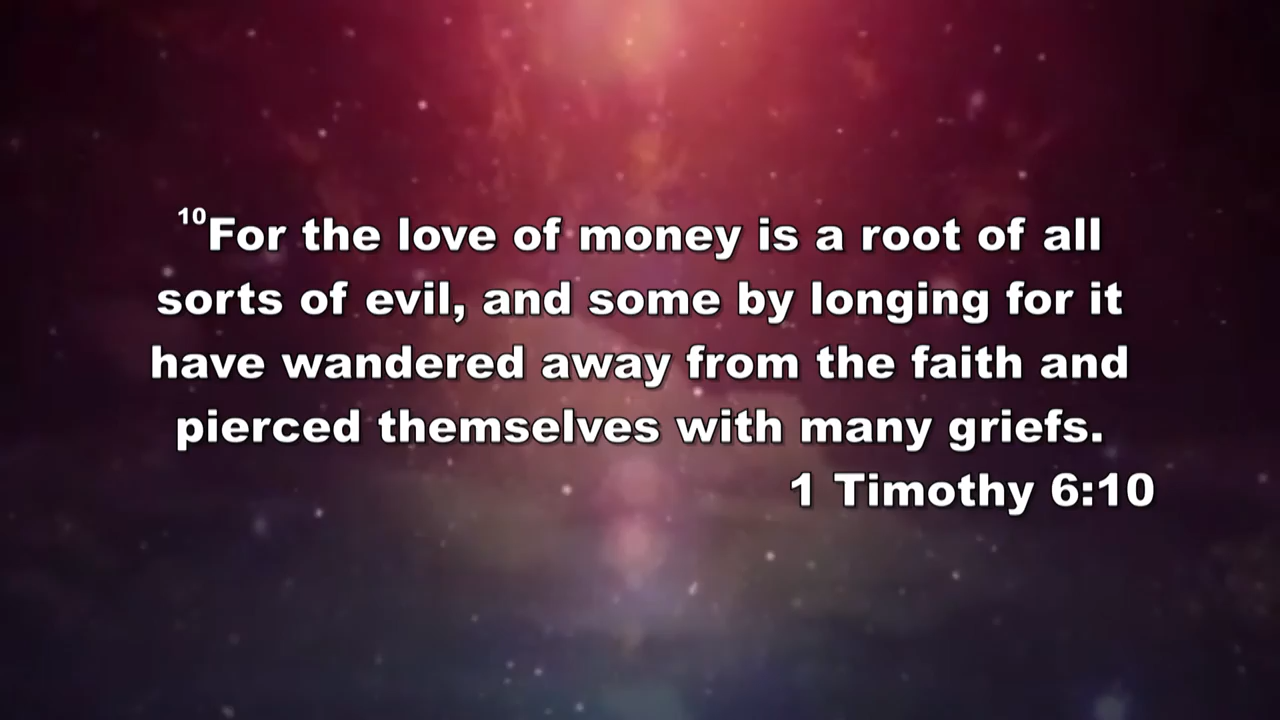 ¹⁰For the love of money is a root of all
sorts of evil, and some by longing for it
have wandered away from the faith and
pierced themselves with many griefs.
1 Timothy 6:10